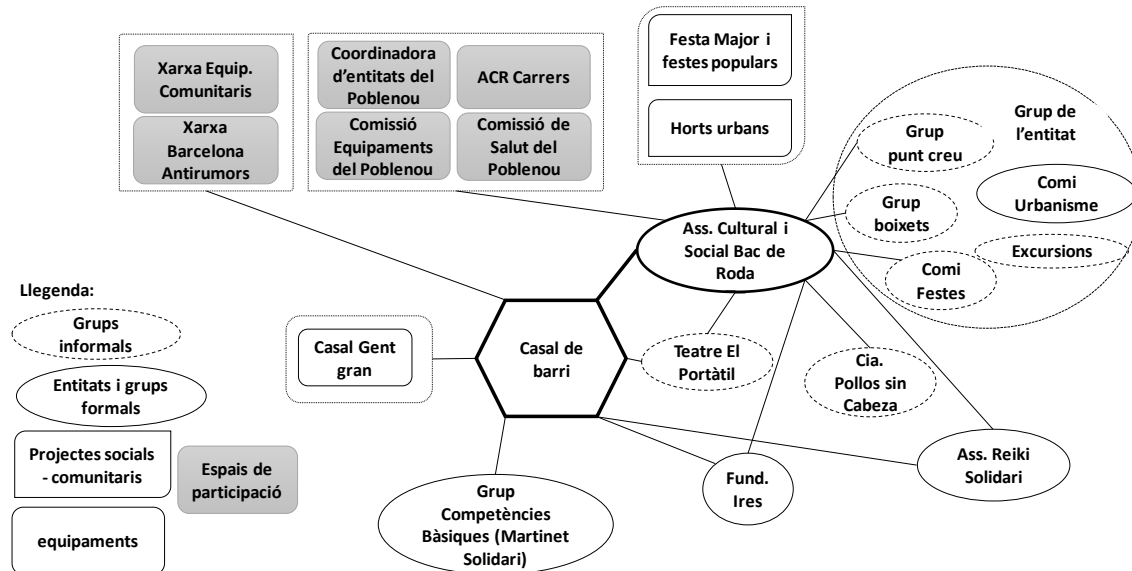 Xarxa Equip.
Comunitaris
Xarxa
Barcelona
Antirumors
Coordinadora
d'entitats del
Poblenou
ACR Carrers
Comissió
Equipaments
del Poblenou
Comissió de
Salut del
Poblenou
Festa Major i
festes populars
Horts urbans
Grup de
l'entitat
Grup
punt creu
Comi
Urbanisme
Grup
boixets
Excursions
Comi
Festes
Ass. Cultural i
Social Bac de
Roda
Llegenda:
Grups
informals
Entitats i grups
formals
Projectes socials
- comunitaris
Espais de
participació
equipaments
Casal Gent
gran
Casal de
barri
Teatre El
Portàtil
Cia.
Pollos sin
Cabeza
Ass. Reiki
Solidari
Fund.
Ires
Grup
Competències
Bàsiques (Martinet
Solidari)